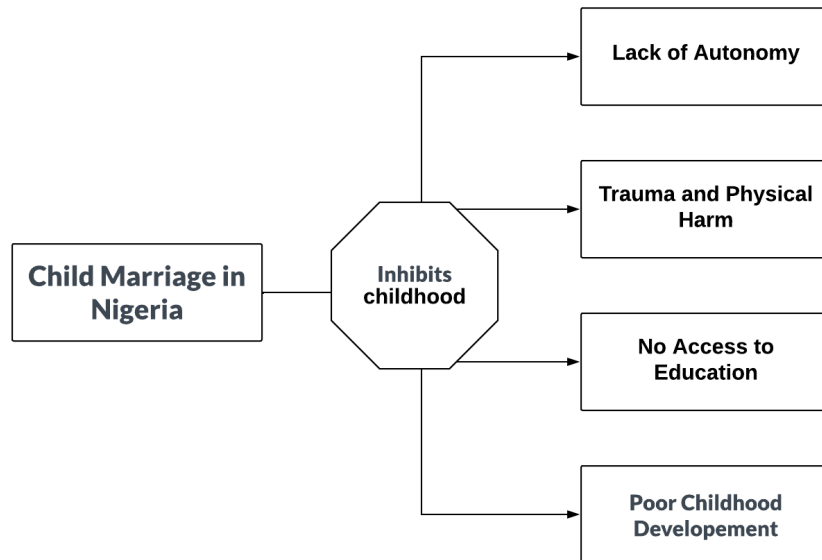 Child Marriage in
Nigeria
Inhibits
childhood
Lack of Autonomy
Trauma and Physical
Harm
No Access to
Education
Poor Childhood
Developement